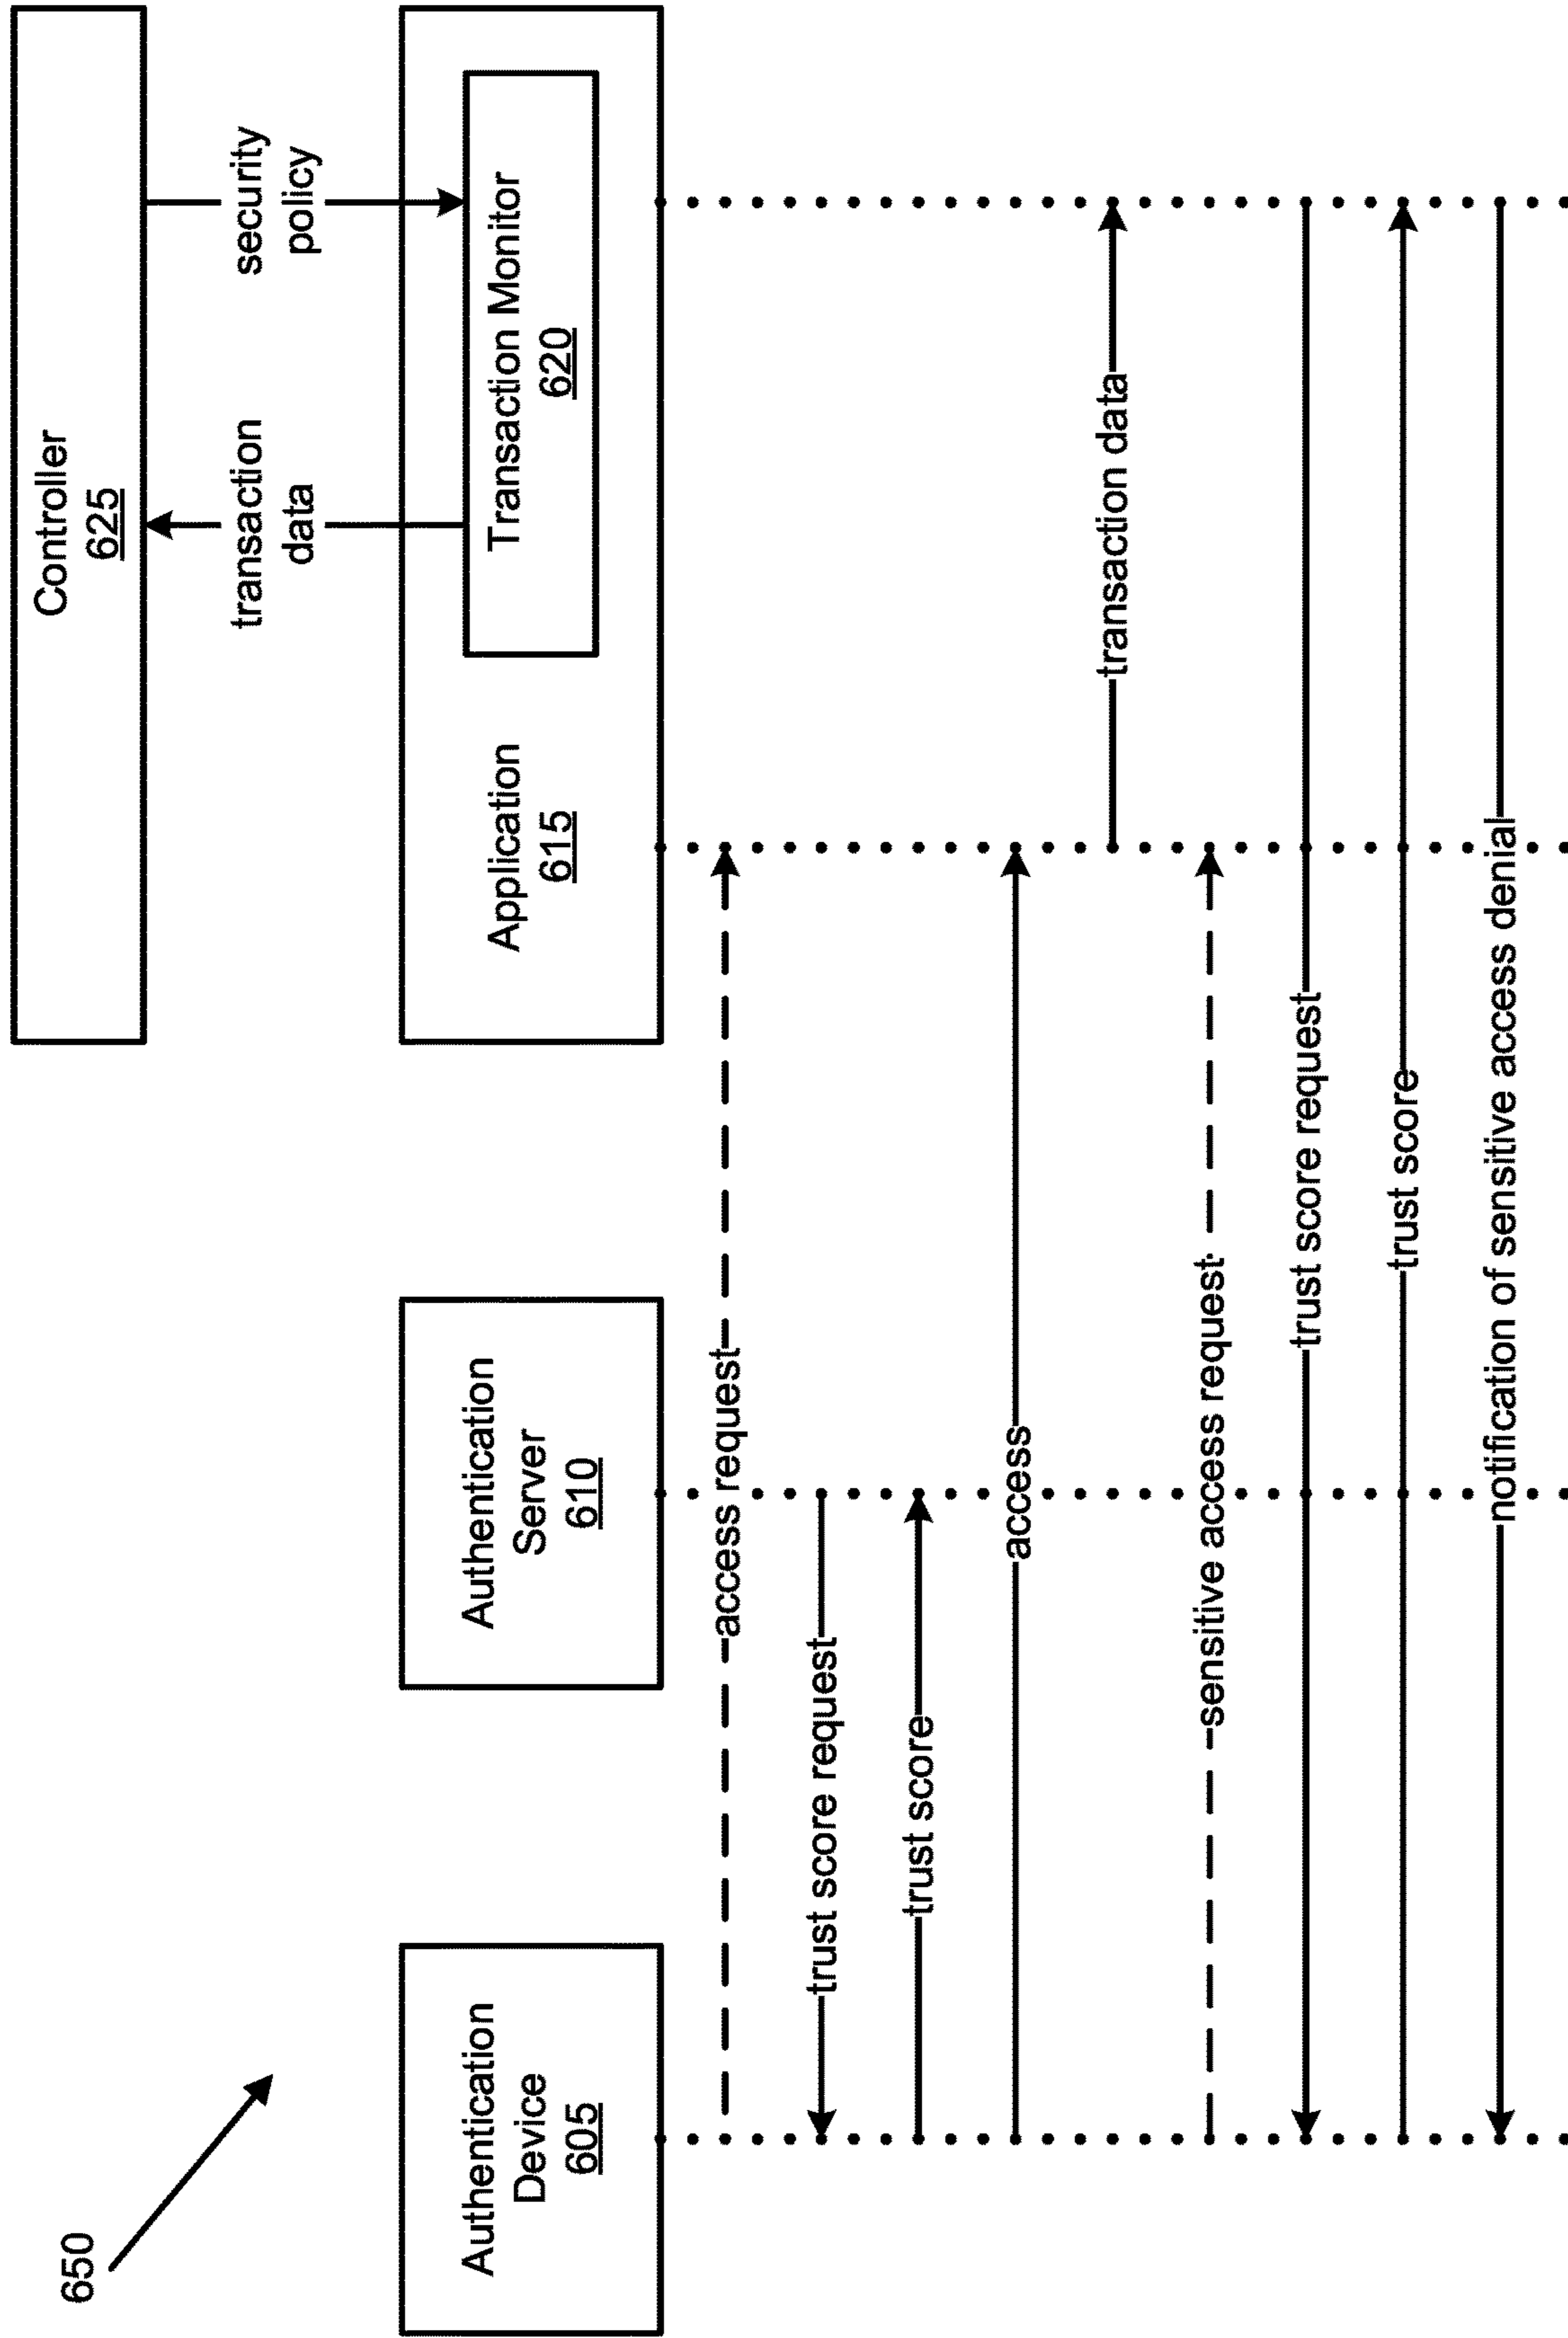 650
Controller
625
transaction
data
security
policy
Authentication
Device
605
Authentication
Server
610
Application
615
Transaction Monitor
620
access request
trust score request
trust score
access
transaction data
sensitive access request
trust score request
trust score
notification of sensitive access denial